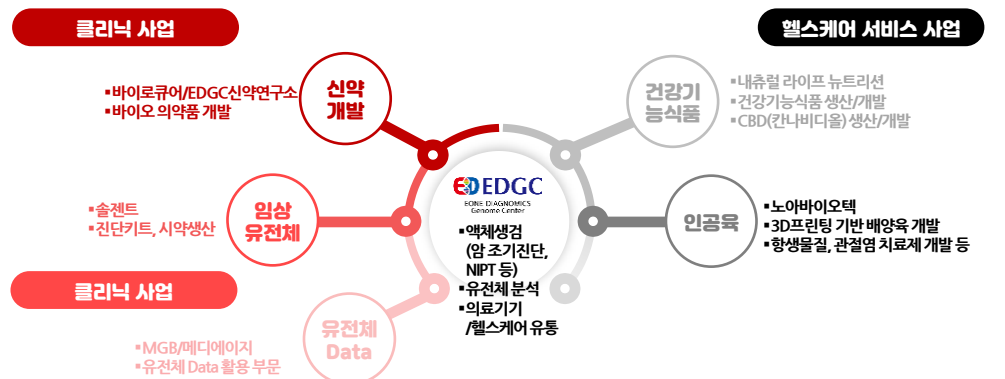 클리닉 사업
헬스케어 서비스 사업
신약
개발
▪바이로큐어/EDGC신약연구소
▪바이오 의약품 개발
건강기
능식품
▪내츄럴 라이프 뉴트리션
▪건강기능식품 생산/개발
▪CBD(칸나비디올) 생산/개발
임상
유전체
▪솔젠트
▪진단키트, 시약생산
EDGC
EONE DIAGNOMICS
Genome Center
▪액체생검
(암 조기진단,
NIPT 등)
▪유전체 분석
▪의료기기
/헬스케어 유통
인공육
▪노아바이오텍
▪3D프린팅 기반 배양육 개발
▪항생물질, 관절염 치료제 개발 등
클리닉 사업
유전체
Data
▪MGB/메디에이지
▪유전체 Data 활용 부문